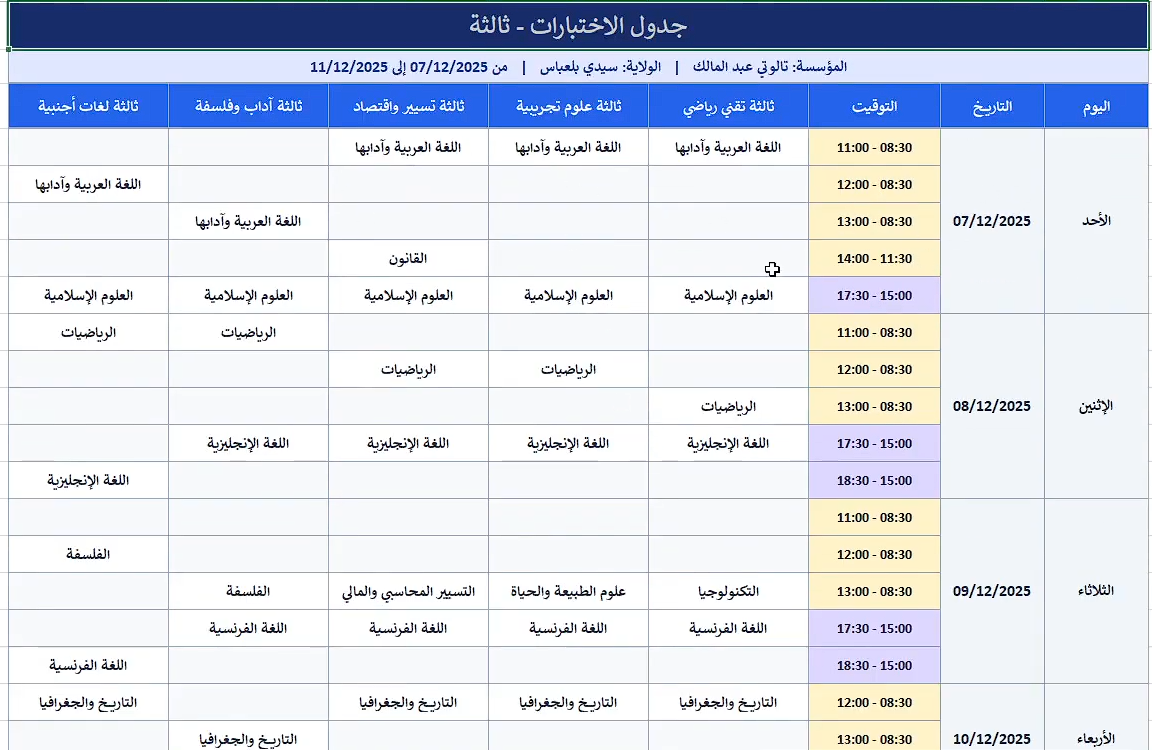 جدول الاختبارات - ثالثة
المؤسسة: تالوتي عبد المالك | الولاية: سيدي بلعباس | من 07/12/2025 إلى 11/12/2025
اليوم التاريخ التوقيت ثالثة تقني رياضي ثالثة علوم تجريبية ثالثة تسيير واقتصاد ثالثة آداب وفلسفة ثالثة لغات أجنبية
08:30 - 11:00 اللغة العربية وآدابها اللغة العربية وآدابها اللغة العربية وآدابها
08:30 - 12:00 اللغة العربية وآدابها
الأحد 07/12/2025 08:30 - 13:00 اللغة العربية وآدابها
11:30 - 14:00 القانون
15:00 - 17:30 العلوم الإسلامية العلوم الإسلامية العلوم الإسلامية العلوم الإسلامية العلوم الإسلامية
08:30 - 11:00 الرياضيات الرياضيات
08:30 - 12:00 الرياضيات الرياضيات
الإثنين 08/12/2025 08:30 - 13:00 الرياضيات
15:00 - 17:30 اللغة الإنجليزية اللغة الإنجليزية اللغة الإنجليزية اللغة الإنجليزية
15:00 - 18:30 اللغة الإنجليزية
08:30 - 11:00
08:30 - 12:00 الفلسفة
الثلاثاء 09/12/2025 08:30 - 13:00 التكنولوجيا علوم الطبيعة والحياة التسيير المحاسبي والمالي الفلسفة
15:00 - 17:30 اللغة الفرنسية اللغة الفرنسية اللغة الفرنسية اللغة الفرنسية
15:00 - 18:30 اللغة الفرنسية
08:30 - 12:00 التاريخ والجغرافيا التاريخ والجغرافيا التاريخ والجغرافيا التاريخ والجغرافيا
الأربعاء 10/12/2025 08:30 - 13:00 التاريخ والجغرافيا